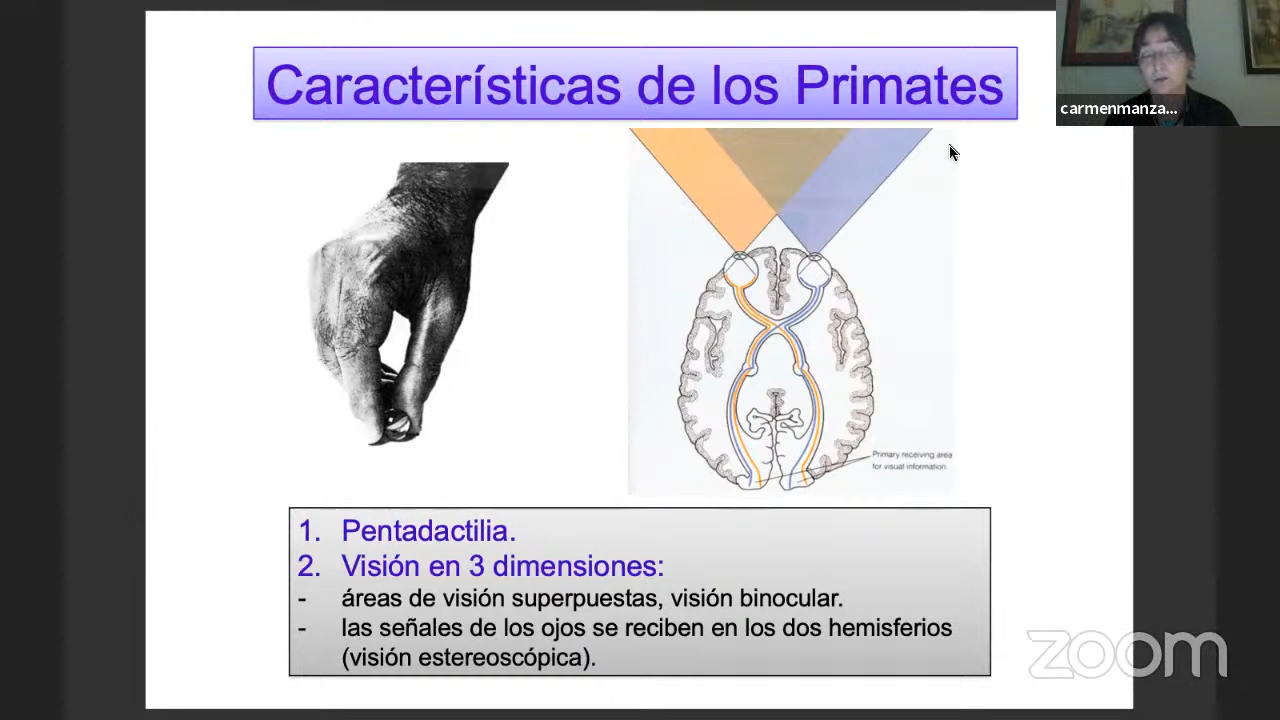 Características de los Primates
carmenmanza...
Primary receiving area
for visual information
1. Pentadactilia.
2. Visión en 3 dimensiones:
- áreas de visión superpuestas, visión binocular.
- las señales de los ojos se reciben en los dos hemisferios
(visión estereoscópica).
zoom